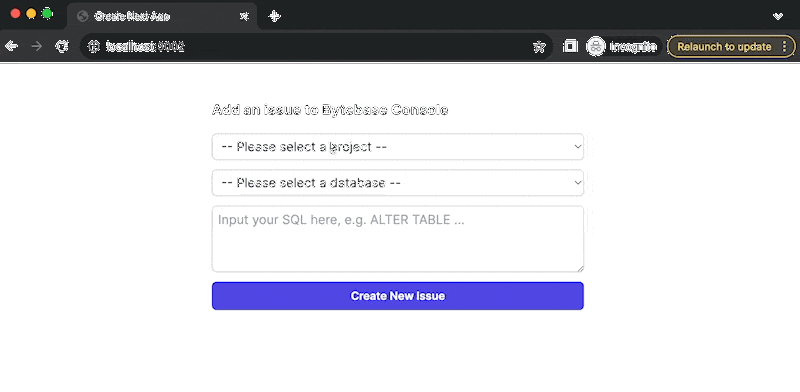 Create Next App
localhost
Incognito
Relaunch to update
Add an issue to Bytebase Console
-- Please select a project --
-- Please select a database --
Input your SQL here, e.g. ALTER TABLE ...
Create New Issue